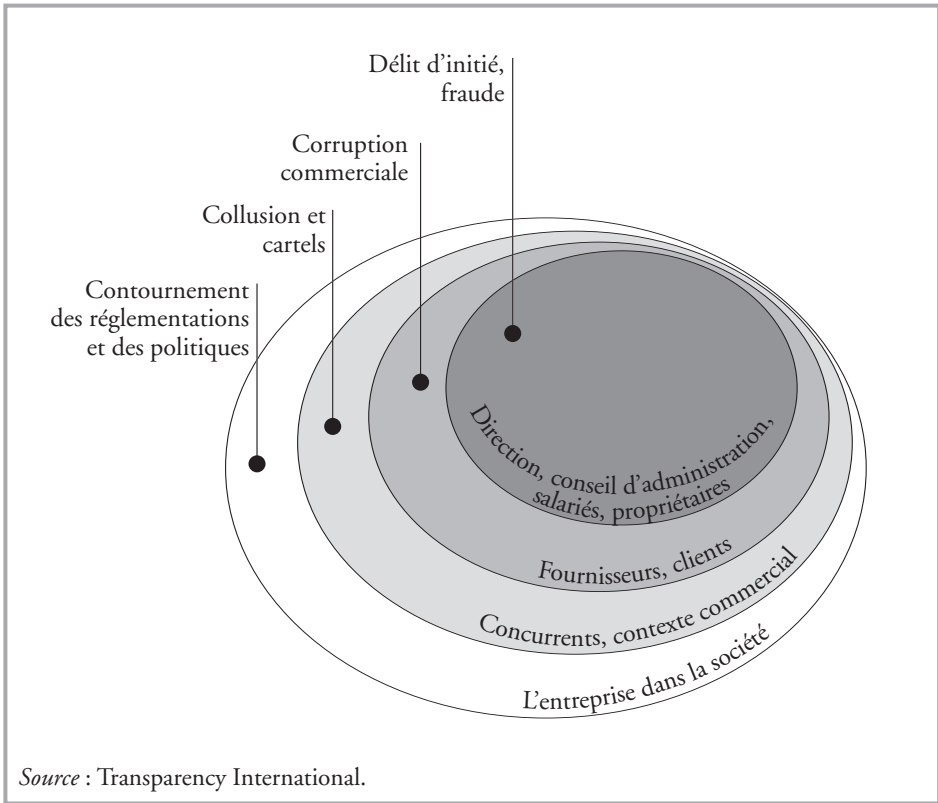 Délit d’initié,
fraude
Corruption
commerciale
Collusion et
cartels
Contournement
des réglementations
et des politiques
Direction, conseil d’administration,
salariés, propriétaires
Fournisseurs, clients
Concurrents, contexte commercial
L’entreprise dans la société
Source : Transparency International.